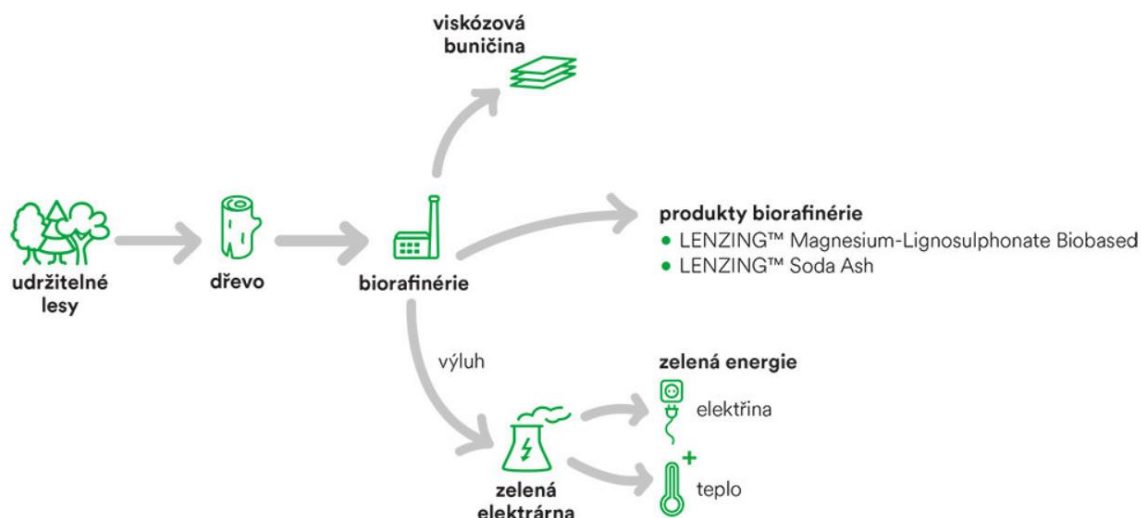 viskózová
buničina
udržitelné
lesy
dřevo
biorafinérie
produkty biorafinérie
● LENZING™ Magnesium-Lignosulphonate Biobased
● LENZING™ Soda Ash
výluh
zelená
elektrárna
zelená energie
elektřina
teplo